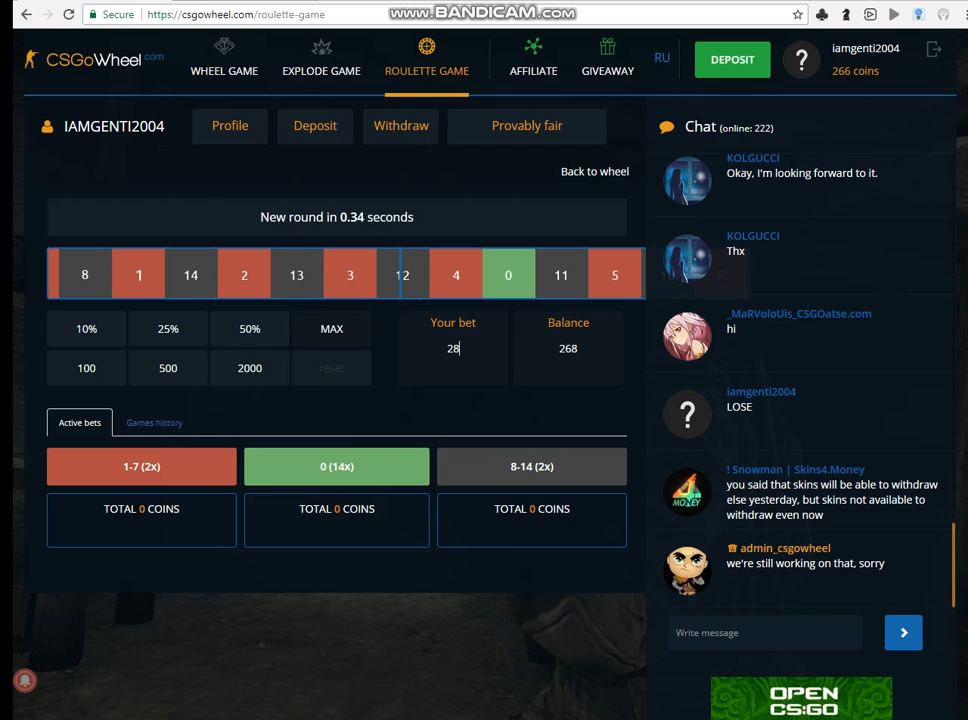 Secure
https://csgowheel.com/roulette-game
www.BANDICAM.com
CSGoWheel.com
WHEEL GAME
EXPLODE GAME
ROULETTE GAME
AFFILIATE
GIVEAWAY
RU
DEPOSIT
?
iamgenti2004
266 coins
IAMGENTI2004
Profile
Deposit
Withdraw
Provably fair
Chat (online: 222)
Back to wheel
New round in 0.34 seconds
8 1 14 2 13 3 12 4 0 11 5 6
10% 25% 50% MAX
100 500 2000 reset
Your bet
28
Balance
268
Active bets
Games history
1-7 (2x)
0 (14x)
8-14 (2x)
TOTAL 0 COINS
TOTAL 0 COINS
TOTAL 0 COINS
KOLGUCCI
Okay, I'm looking forward to it.
KOLGUCCI
Thx
_MaRVoloUis_CSGOatse.com
hi
?
iamgenti2004
LOSE
MONEY
! Snowman | Skins4.Money
you said that skins will be able to withdraw
else yesterday, but skins not available to
withdraw even now
admin_csgowheel
we're still working on that, sorry
Write message
OPEN
CS:GO